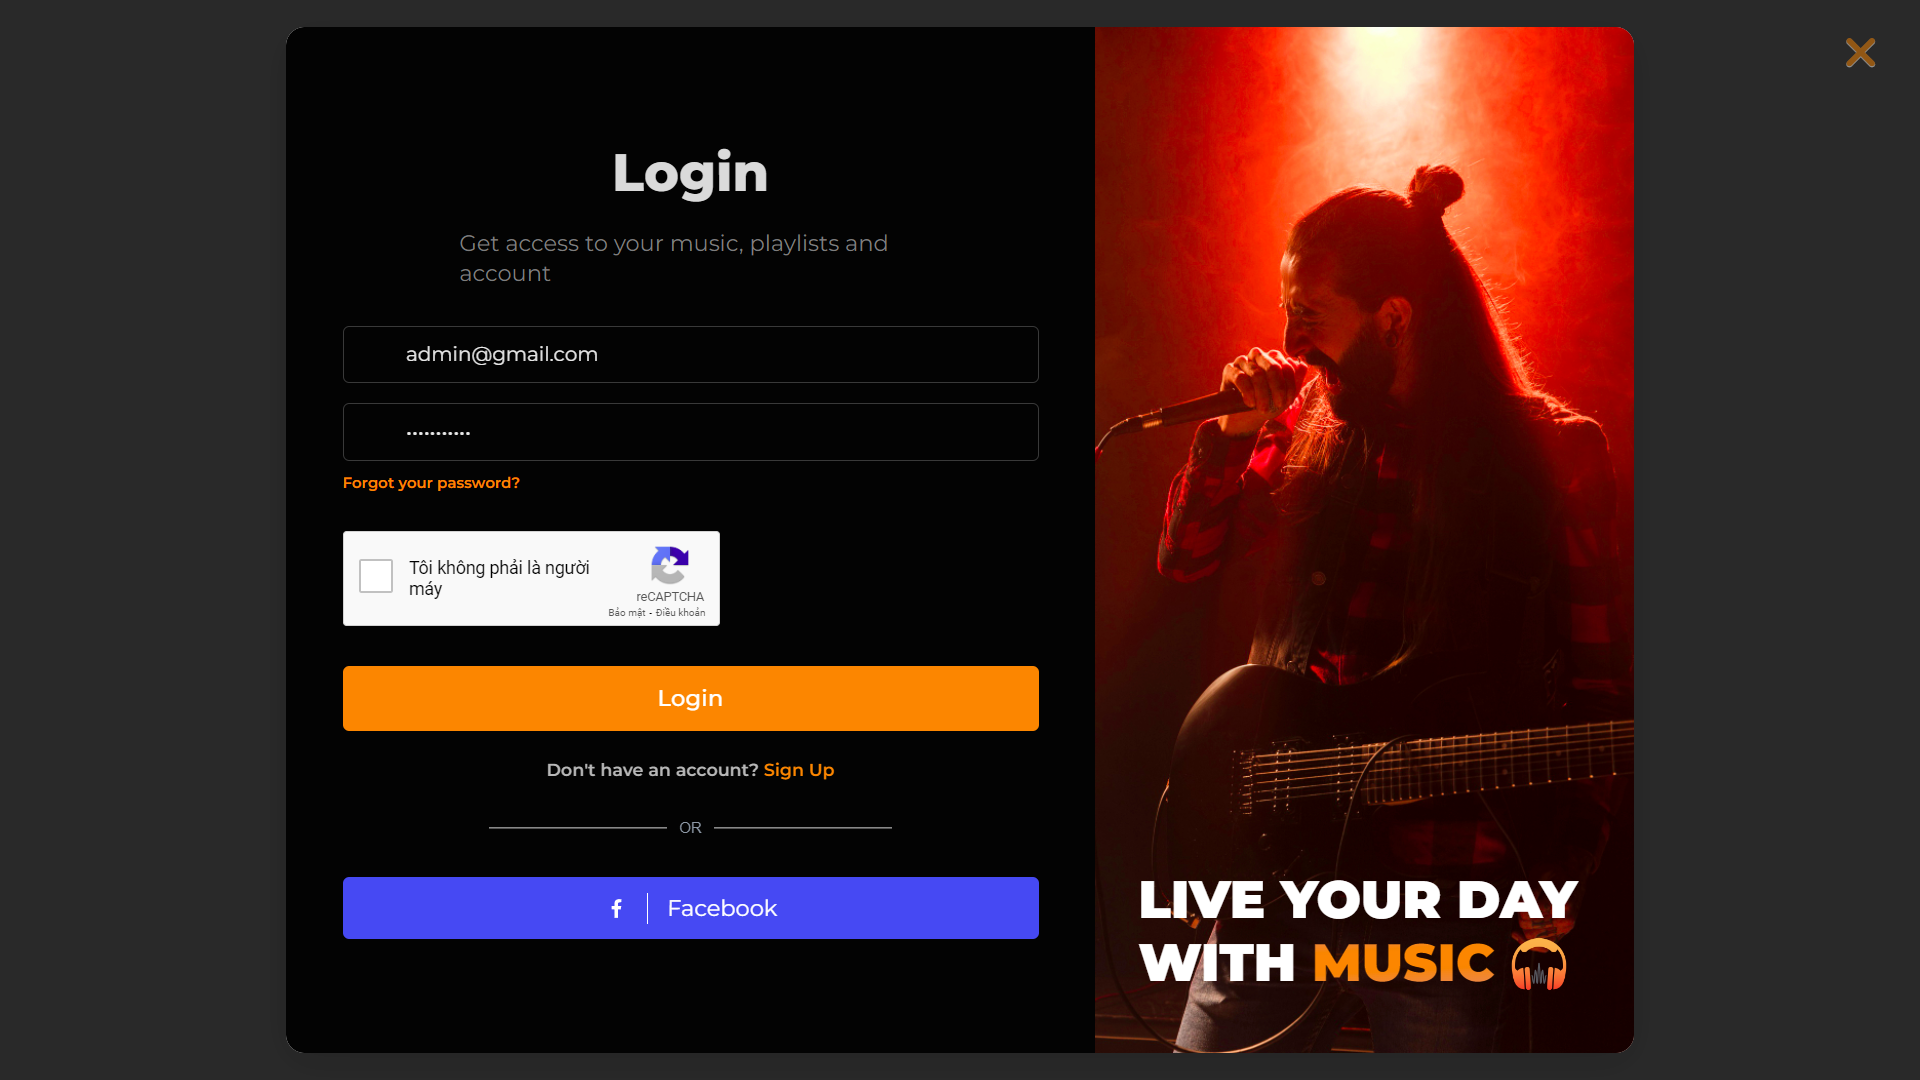 Login
Get access to your music, playlists and
account
admin@gmail.com
•••••••••••
Forgot your password?
Tôi không phải là người
máy
reCAPTCHA
Bảo mật - Điều khoản
Login
Don't have an account? Sign Up
OR
f | Facebook
LIVE YOUR DAY
WITH MUSIC